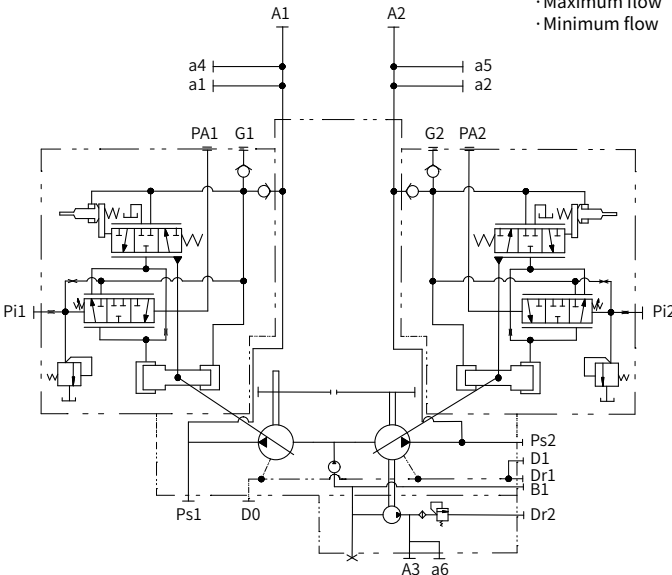 · Maximum flow
· Minimum flow
A1 A2
a4 a5
a1 a2
PA1 G1 G2 PA2
Pi1 Pi2
Ps2
D1
Dr1
B1
Ps1 D0 Dr2
A3 a6